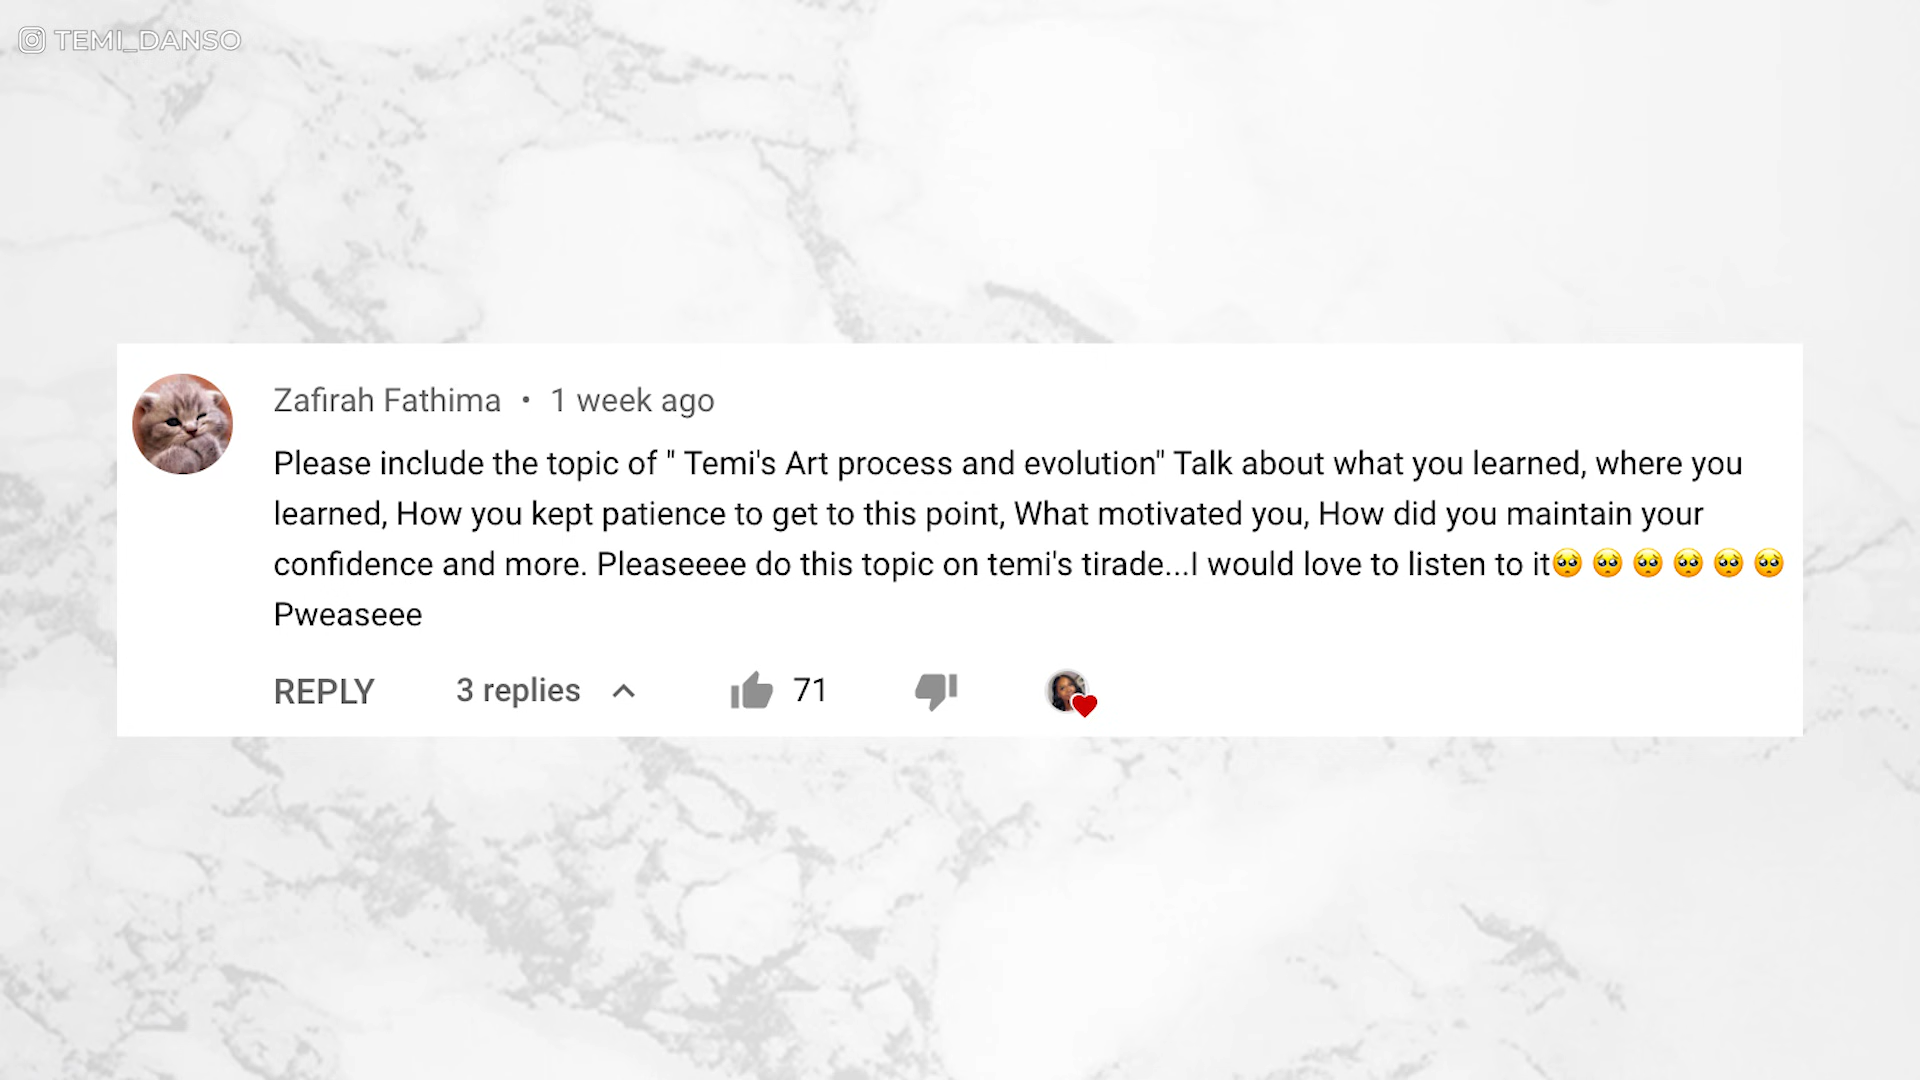 TEMI_DANSO
Zafirah Fathima • 1 week ago
Please include the topic of " Temi's Art process and evolution" Talk about what you learned, where you
learned, How you kept patience to get to this point, What motivated you, How did you maintain your
confidence and more. Pleaseeee do this topic on temi's tirade...I would love to listen to it🥺 🥺 🥺 🥺 🥺 🥺
Pweaseee
REPLY 3 replies 71